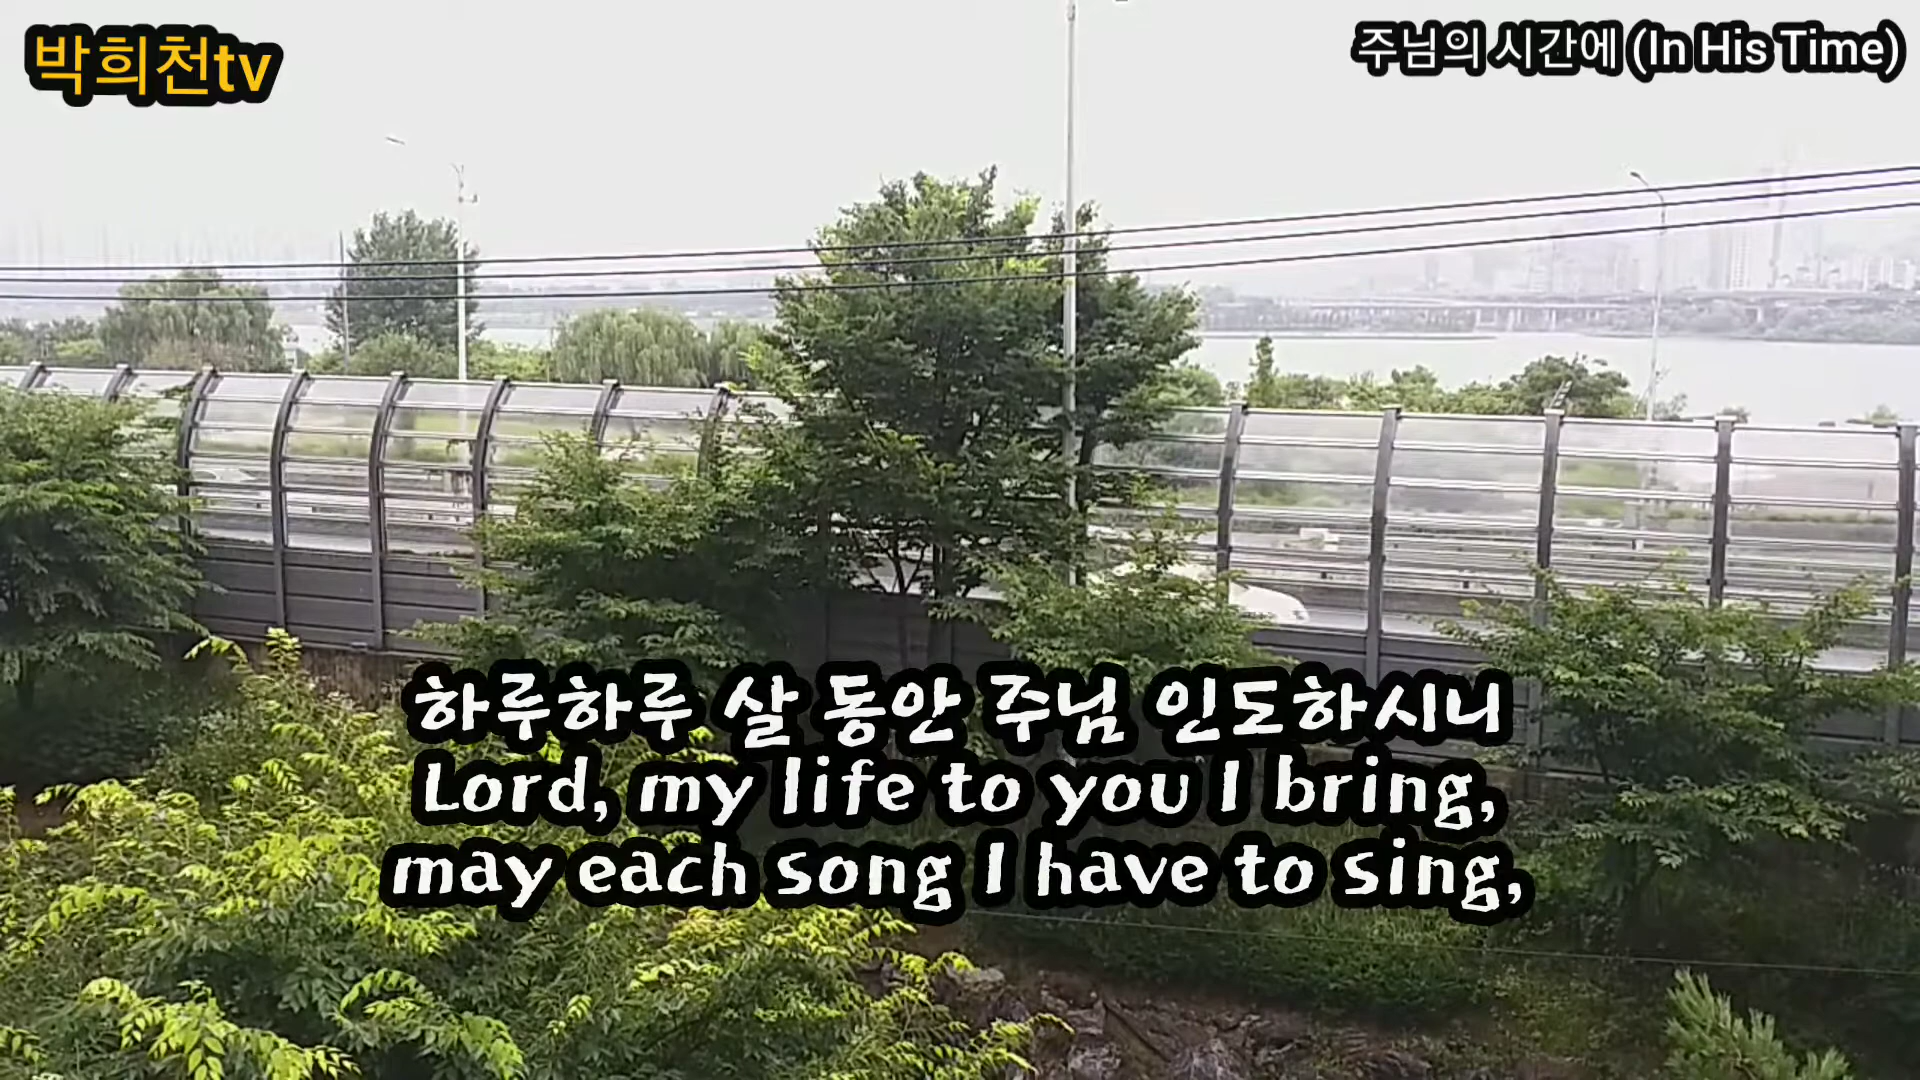 박희천tv
주님의 시간에 (In His Time)
하루하루 살 동안 주님 인도하시니
Lord, my life to you I bring,
may each song I have to sing,